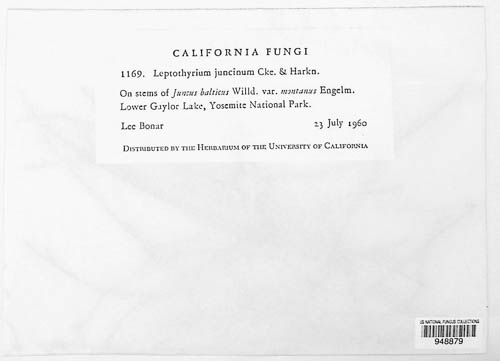 CALIFORNIA FUNGI
1169. Leptothyrium juncinum Cke. & Harkn.
On stems of Juncus balticus Willd. var. montanus Engelm.
Lower Gaylor Lake, Yosemite National Park.
Lee Bonar 23 July 1960
DISTRIBUTED BY THE HERBARIUM OF THE UNIVERSITY OF CALIFORNIA
US NATIONAL FUNGUS COLLECTIONS
948879